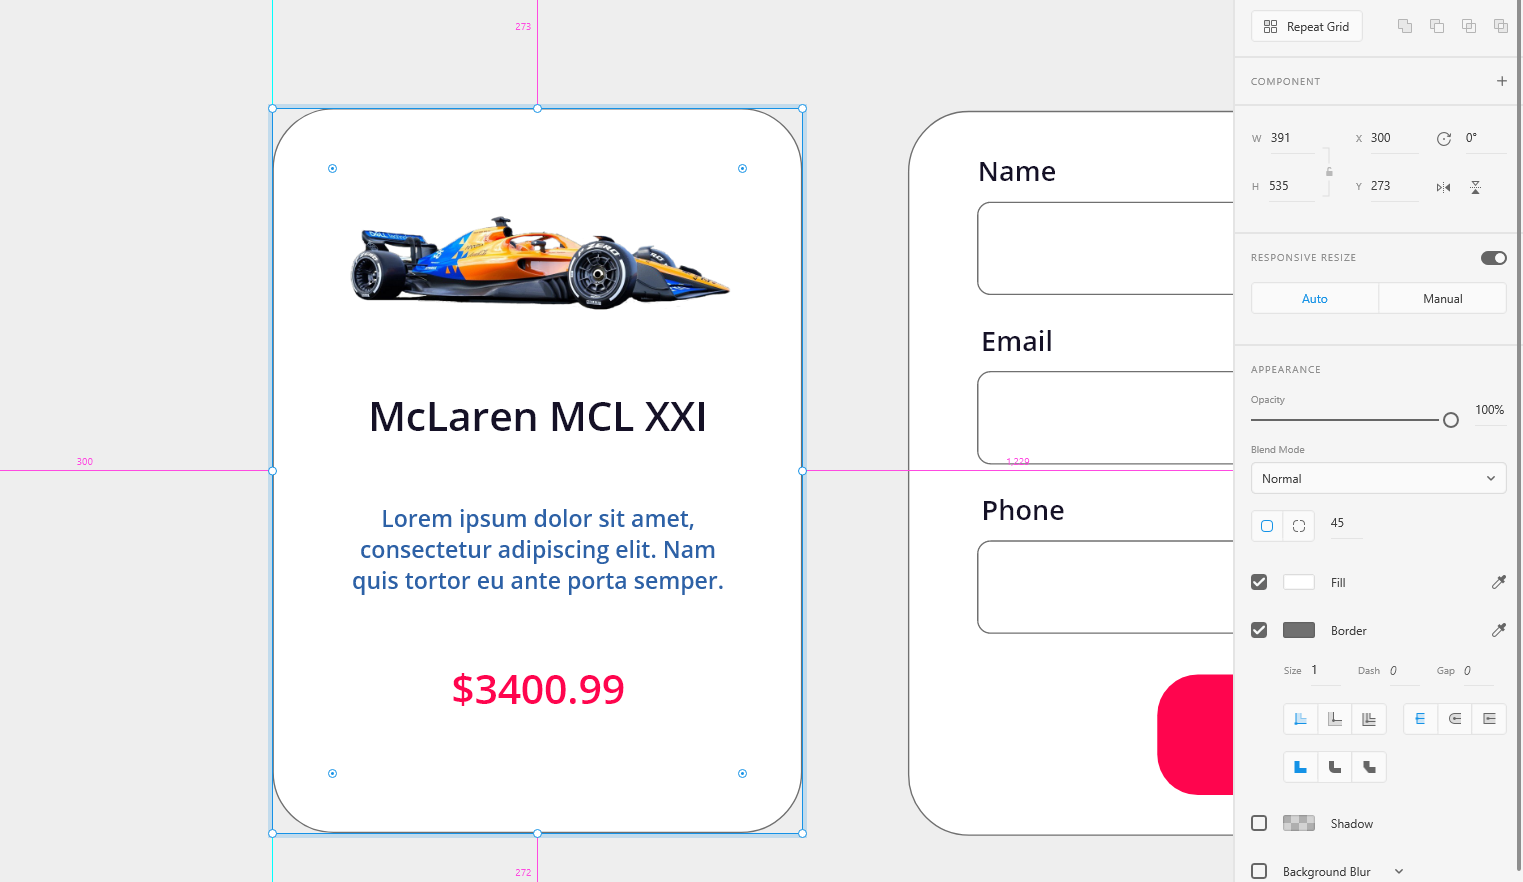 273
Repeat Grid
COMPONENT
W 391
X 300
0°
H 535
Y 273
RESPONSIVE RESIZE
Auto
Manual
APPEARANCE
Opacity
100%
Blend Mode
Normal
45
Fill
Border
Size 1
Dash 0
Gap 0
Shadow
Background Blur
DELL
P ZERO
McLaren MCL XXI
300
Lorem ipsum dolor sit amet,
consectetur adipiscing elit. Nam
quis tortor eu ante porta semper.
$3400.99
272
Name
Email
1,229
Phone